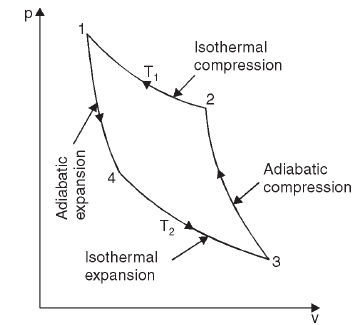 p
1
Isothermal
compression
T1
2
Adiabatic
expansion
4
Adiabatic
compression
T2
Isothermal
expansion
3
v